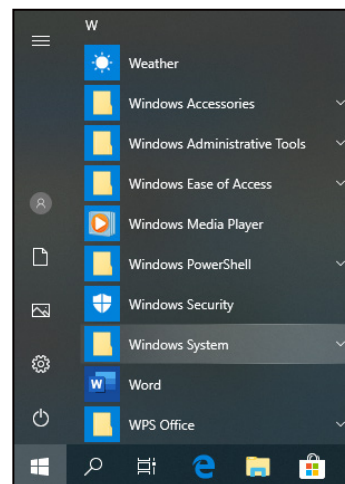 W
Weather
Windows Accessories
Windows Administrative Tools
Windows Ease of Access
Windows Media Player
Windows PowerShell
Windows Security
Windows System
Word
WPS Office